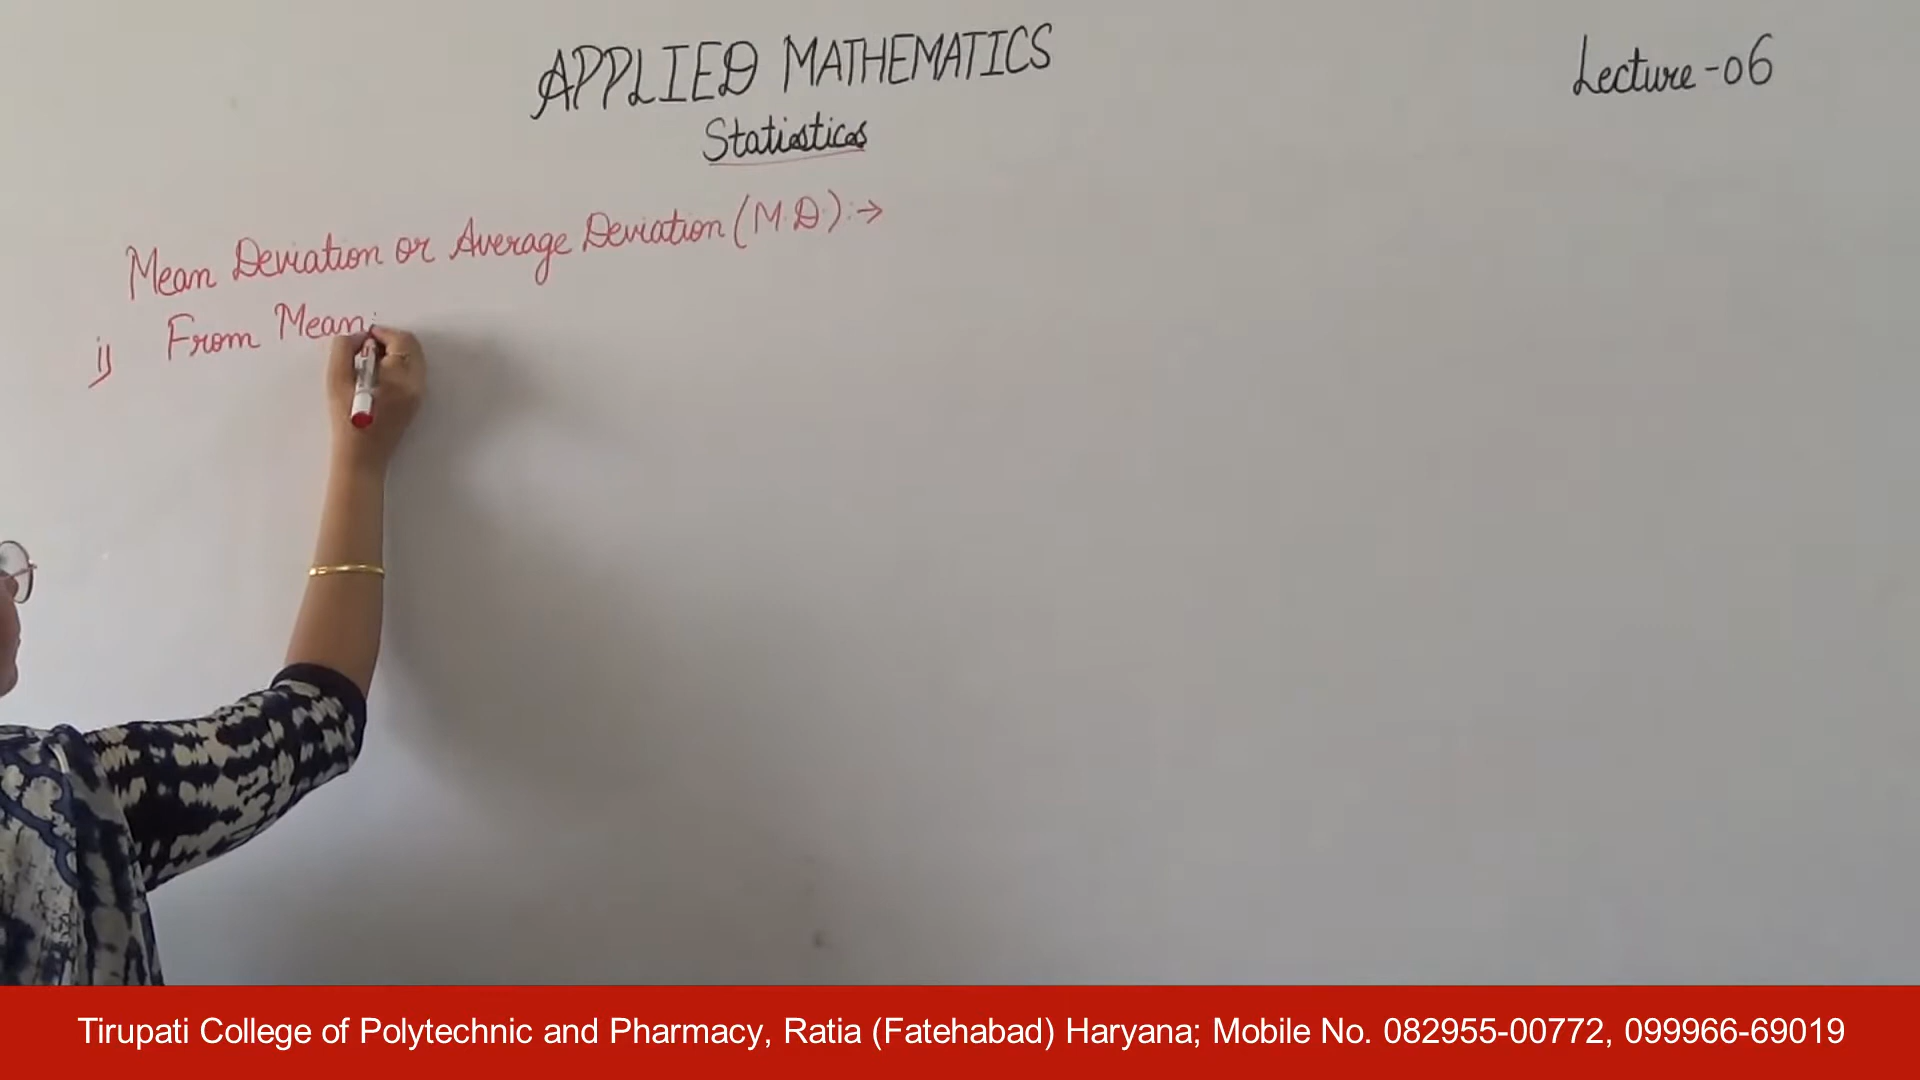 APPLIED MATHEMATICS
Lecture-06
Statistics
Mean Deviation or Average Deviation (M.D.):→
i) From Mean:
Tirupati College of Polytechnic and Pharmacy, Ratia (Fatehabad) Haryana; Mobile No. 082955-00772, 099966-69019